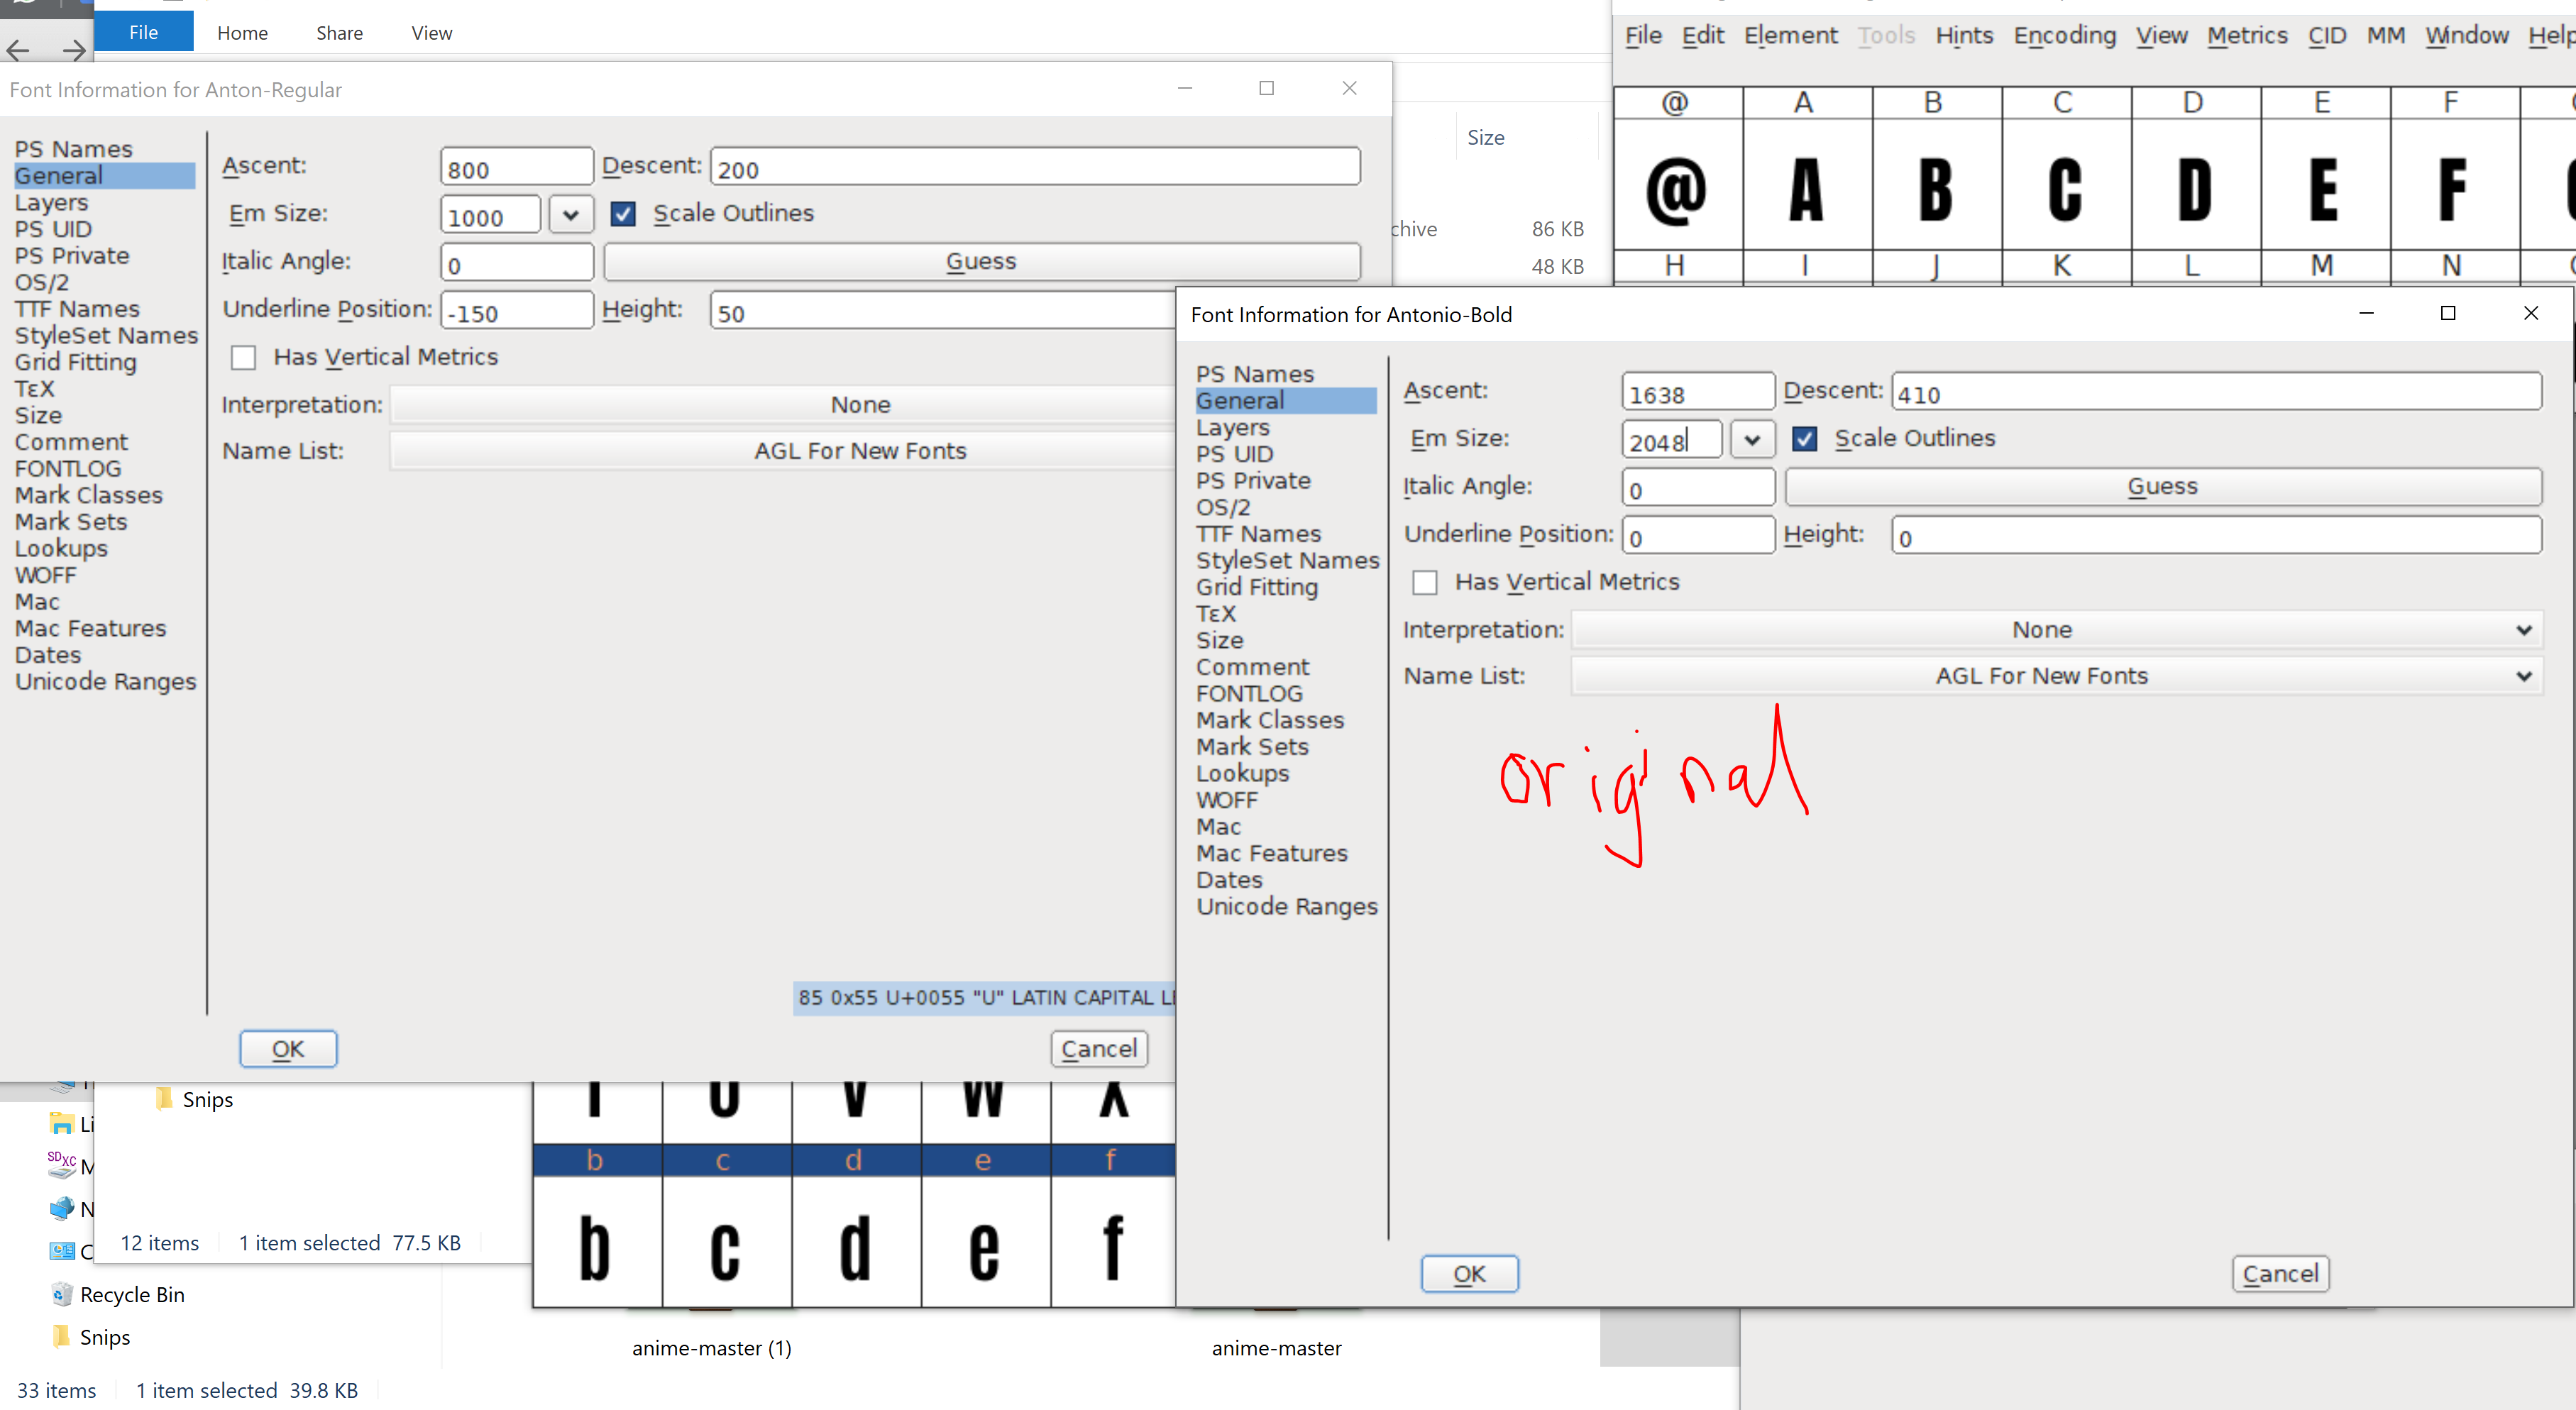 File Home Share View
File Edit Element Tools Hints Encoding View Metrics CID MM Window Help
Font Information for Anton-Regular
PS Names
General
Layers
PS UID
PS Private
OS/2
TTF Names
StyleSet Names
Grid Fitting
ΤεΧ
Size
Comment
FONTLOG
Mark Classes
Mark Sets
Lookups
WOFF
Mac
Mac Features
Dates
Unicode Ranges
Ascent: 800 Descent: 200
Em Size: 1000 Scale Outlines
Italic Angle: 0 Guess
Underline Position: -150 Height: 50
Has Vertical Metrics
Interpretation: None
Name List: AGL For New Fonts
85 0x55 U+0055 "U" LATIN CAPITAL
OK Cancel
Size
chive 86 KB
48 KB
@ A B C D E F
@ A B C D E F
H I J K L M N
Font Information for Antonio-Bold
PS Names
General
Layers
PS UID
PS Private
OS/2
TTF Names
StyleSet Names
Grid Fitting
ΤεΧ
Size
Comment
FONTLOG
Mark Classes
Mark Sets
Lookups
WOFF
Mac
Mac Features
Dates
Unicode Ranges
Ascent: 1638 Descent: 410
Em Size: 2048 Scale Outlines
Italic Angle: 0 Guess
Underline Position: 0 Height: 0
Has Vertical Metrics
Interpretation: None
Name List: AGL For New Fonts
original
OK Cancel
Snips
b c d e f
b c d e f
12 items 1 item selected 77.5 KB
Li
SDXC M
N
C
Recycle Bin
Snips
anime-master (1) anime-master
33 items 1 item selected 39.8 KB